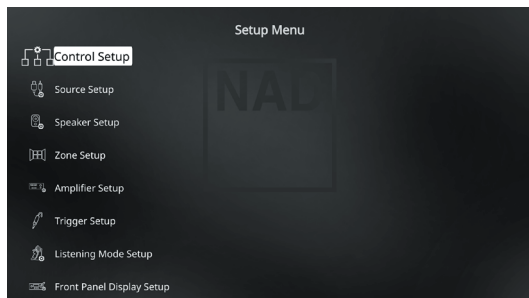 Setup Menu
Control Setup
NAD
Source Setup
Speaker Setup
Zone Setup
Amplifier Setup
Trigger Setup
Listening Mode Setup
Front Panel Display Setup